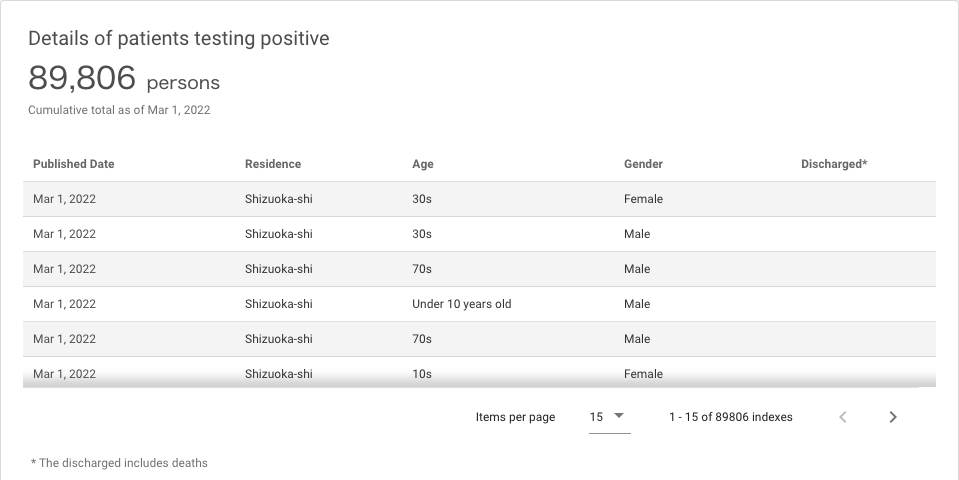 Details of patients testing positive
89,806 persons
Cumulative total as of Mar 1, 2022
Published Date Residence Age Gender Discharged*
Mar 1, 2022 Shizuoka-shi 30s Female
Mar 1, 2022 Shizuoka-shi 30s Male
Mar 1, 2022 Shizuoka-shi 70s Male
Mar 1, 2022 Shizuoka-shi Under 10 years old Male
Mar 1, 2022 Shizuoka-shi 70s Male
Mar 1, 2022 Shizuoka-shi 10s Female
Items per page 15 1 - 15 of 89806 indexes
* The discharged includes deaths